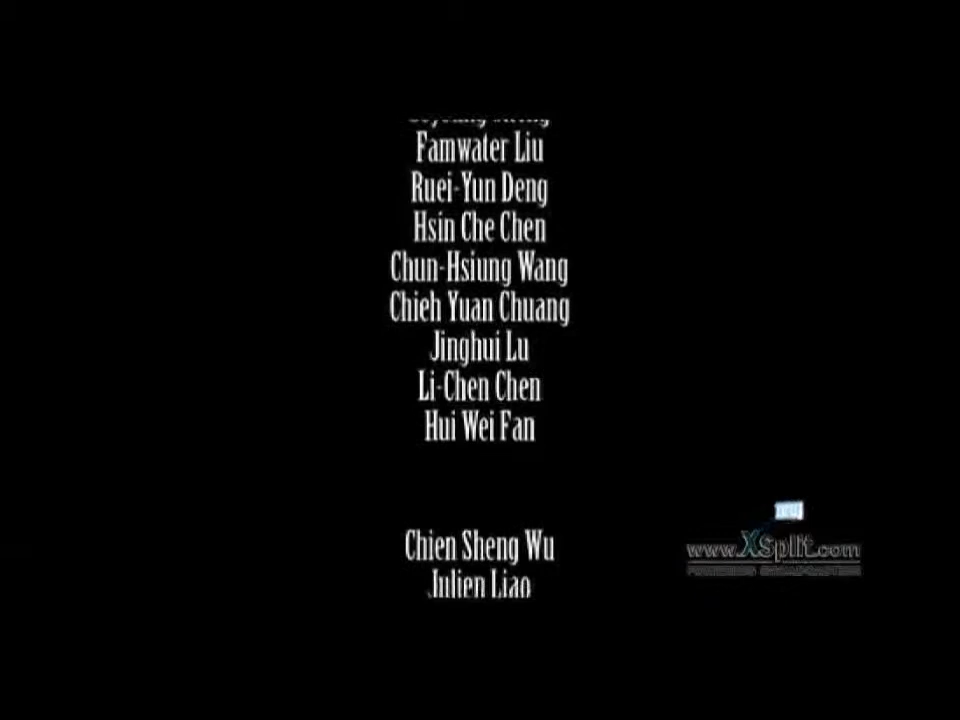 Famwater Liu
Ruei-Yun Deng
Hsin Che Chen
Chun-Hsiung Wang
Chieh Yuan Chuang
Jinghui Lu
Li-Chen Chen
Hui Wei Fan
Chien Sheng Wu
Julien Liao
www.XSplit.com